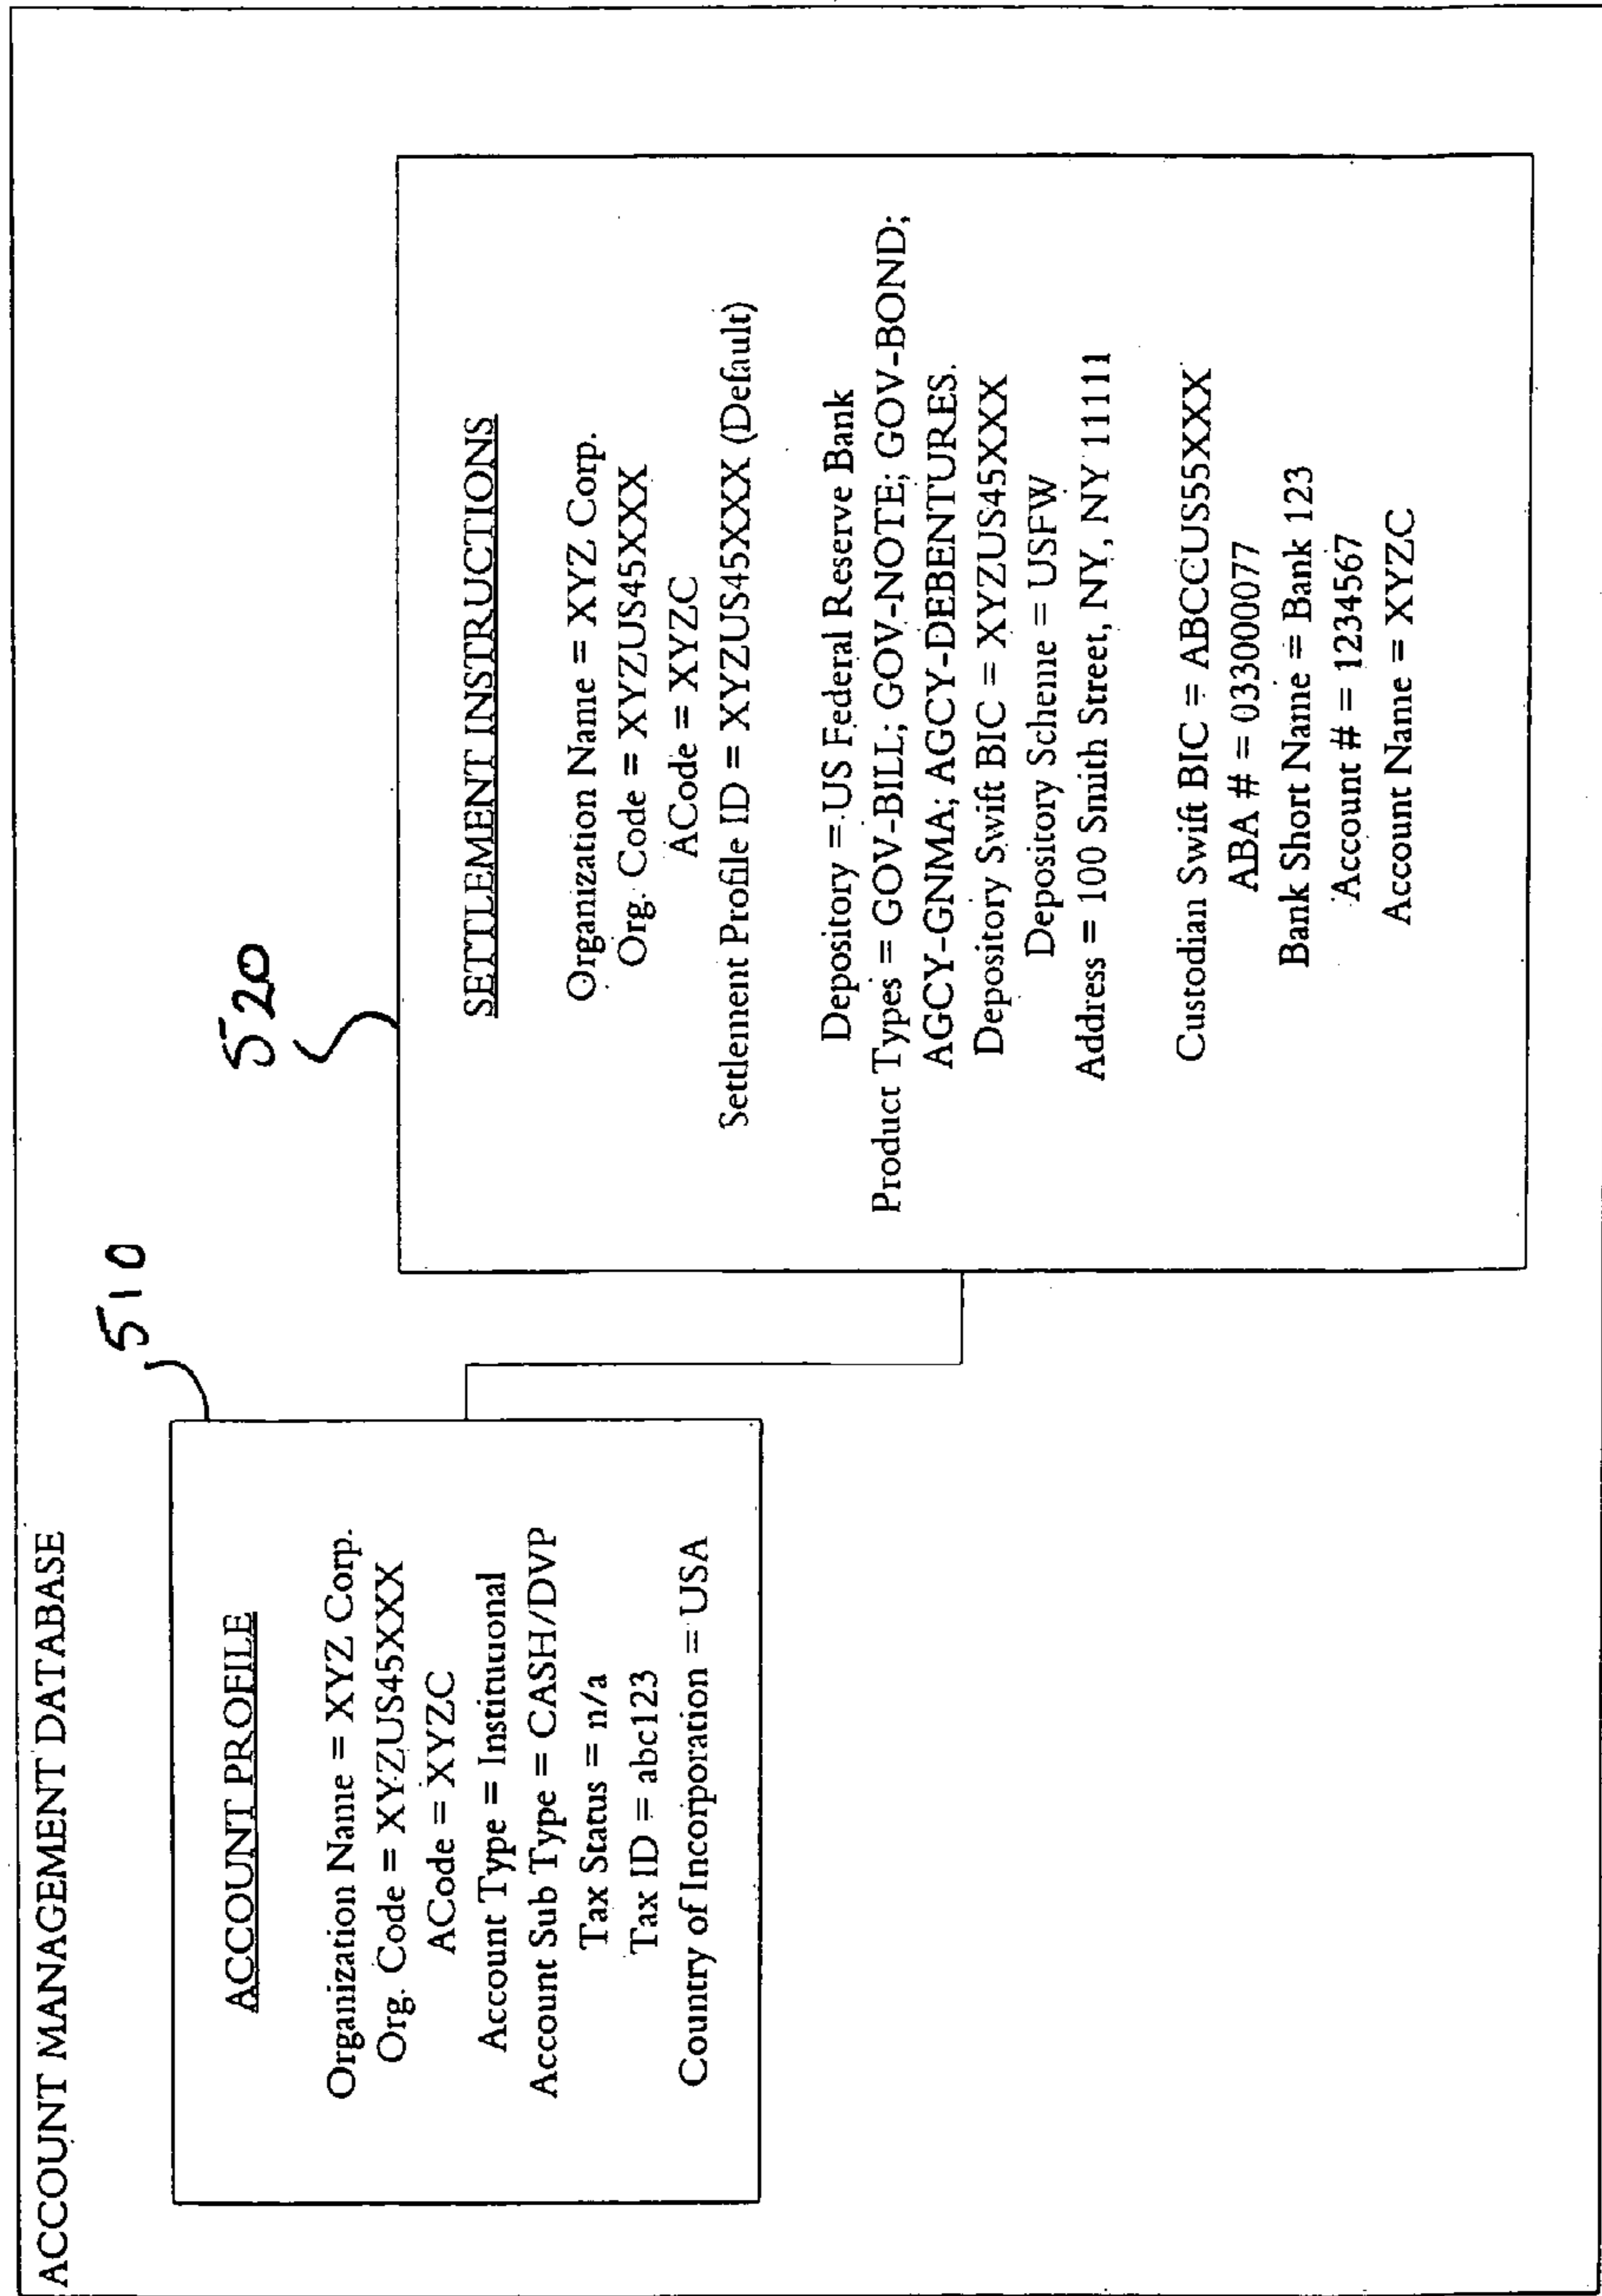 ACCOUNT MANAGEMENT DATABASE
510
ACCOUNT PROFILE
Organization Name = XYZ Corp.
Org. Code = XYZUS45XXX
ACode = XYZC
Account Type = Institutional
Account Sub Type = CASH/DVP
Tax Status = n/a
Tax ID = abc123
Country of Incorporation = USA
520
SETTLEMENT INSTRUCTIONS
Organization Name = XYZ Corp.
Org. Code = XYZUS45XXX
ACode = XYZC
Settlement Profile ID = XYZUS45XXX (Default)
Depository = US Federal Reserve Bank
Product Types = GOV-BILL; GOV-NOTE; GOV-BOND;
AGCY-GNMA; AGCY-DEBENTURES.
Depository Swift BIC = XYZUS45XXX
Depository Scheme = USFW
Address = 100 Smith Street, NY, NY 11111
Custodian Swift BIC = ABCCUS55XXX
ABA # = 033000077
Bank Short Name = Bank 123
Account # = 1234567
Account Name = XYZC